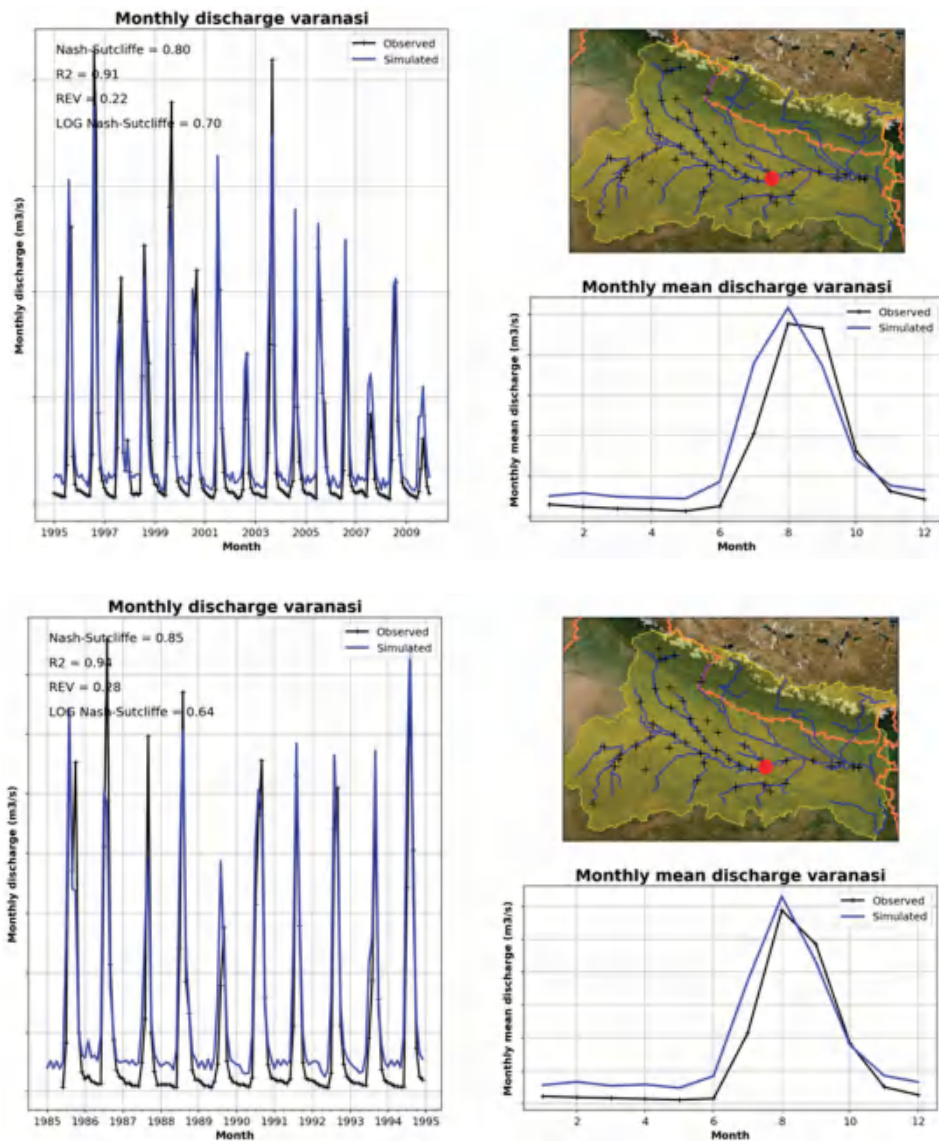 Monthly discharge varanasi
Nash-Sutcliffe = 0.80
R2 = 0.91
REV = 0.22
LOG Nash-Sutcliffe = 0.70
Observed
Simulated
Monthly discharge (m3/s)
1995 1997 1999 2001 2003 2005 2007 2009
Month
Monthly mean discharge varanasi
Observed
Simulated
Monthly mean discharge (m3/s)
2 4 6 8 10 12
Month
Monthly discharge varanasi
Nash-Sutcliffe = 0.85
R2 = 0.94
REV = 0.28
LOG Nash-Sutcliffe = 0.64
Observed
Simulated
Monthly discharge (m3/s)
1985 1986 1987 1988 1989 1990 1991 1992 1993 1994 1995
Month
Monthly mean discharge varanasi
Observed
Simulated
Monthly mean discharge (m3/s)
2 4 6 8 10 12
Month